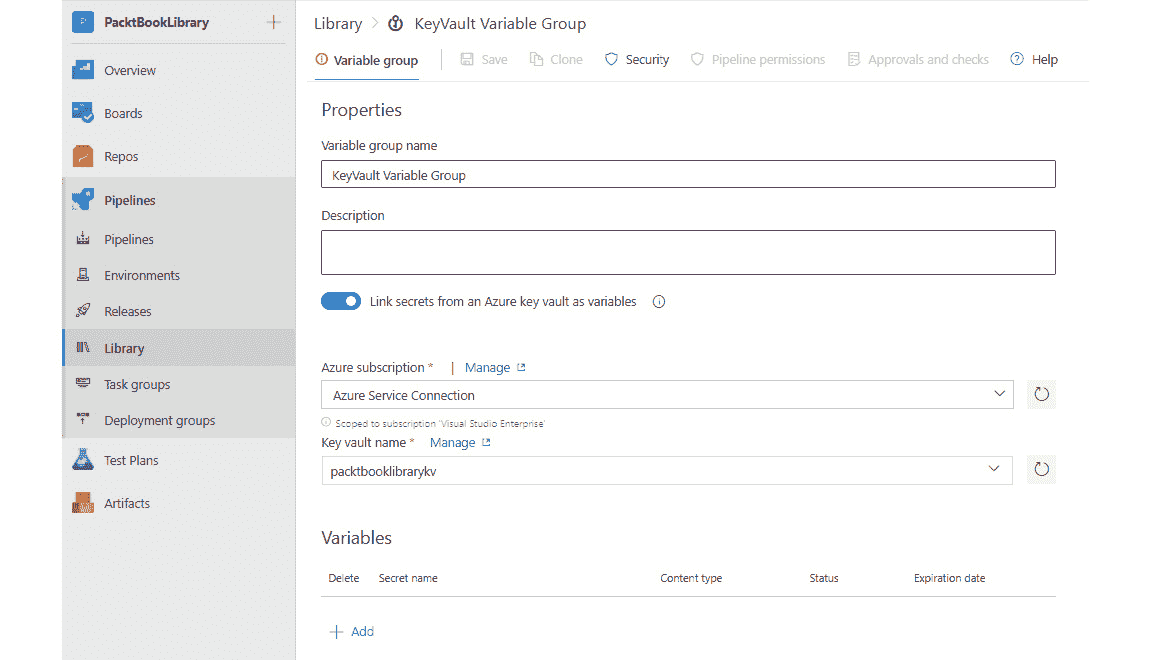 P PacktBookLibrary
Overview
Boards
Repos
Pipelines
Pipelines
Environments
Releases
Library
Task groups
Deployment groups
Test Plans
Artifacts
Library > KeyVault Variable Group
Variable group Save Clone Security Pipeline permissions Approvals and checks Help
Properties
Variable group name
KeyVault Variable Group
Description
Link secrets from an Azure key vault as variables
Azure subscription * | Manage
Azure Service Connection
Scoped to subscription 'Visual Studio Enterprise'
Key vault name * Manage
packtbooklibrarykv
Variables
Delete Secret name Content type Status Expiration date
+ Add